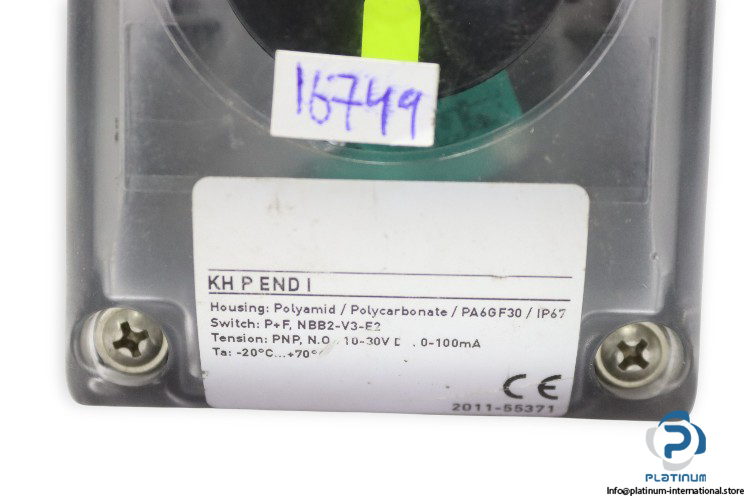 16749
KH P END I
Housing: Polyamid / Polycarbonate / PA6GF30 / IP67
Switch: P+F, NBB2-V3-E2
Tension: PNP, N.O. 10-30V D . 0-100mA
Ta: -20°C...+70°
CE
2011-55371
PLATINUM
Info@platinum-international.store